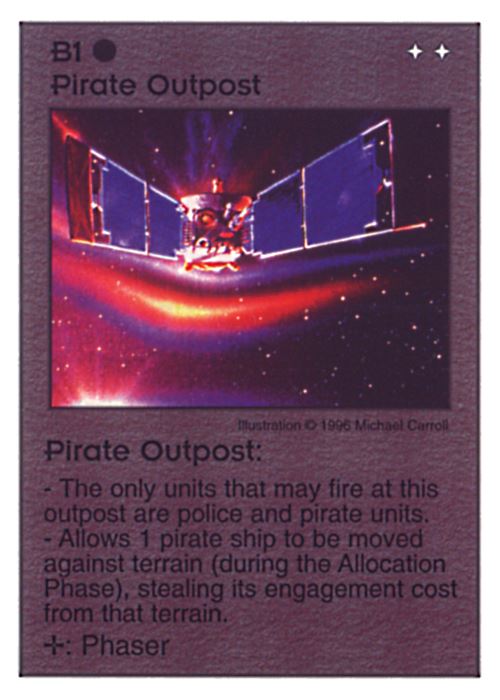 B1
Pirate Outpost
Illustration © 1996 Michael Carroll
Pirate Outpost:
- The only units that may fire at this
outpost are police and pirate units.
- Allows 1 pirate ship to be moved
against terrain (during the Allocation
Phase), stealing its engagement cost
from that terrain.
✛: Phaser